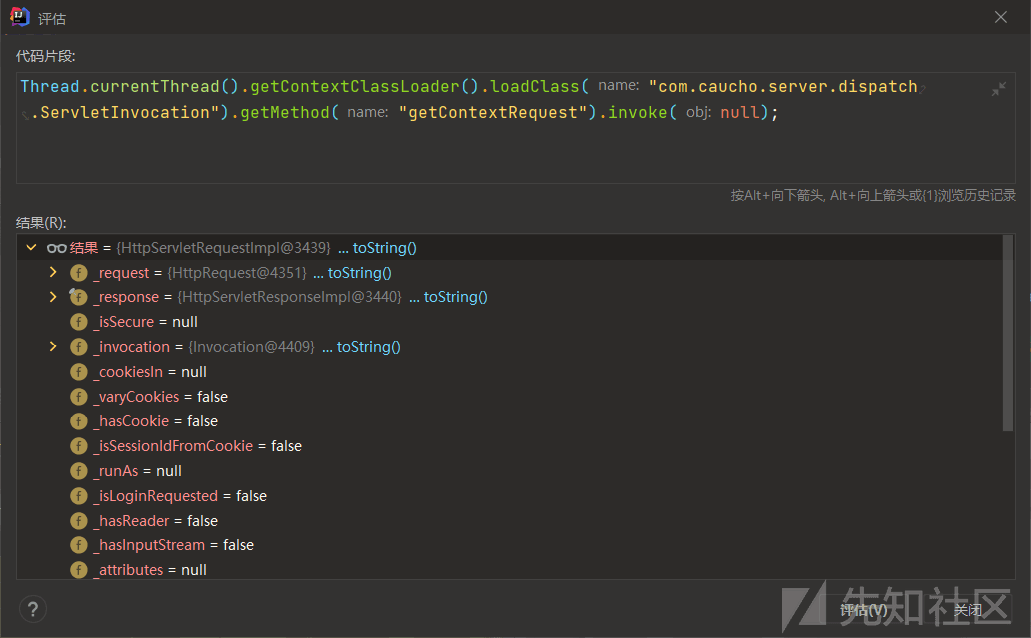 评估
代码片段:
Thread.currentThread().getContextClassLoader().loadClass( name: "com.caucho.server.dispatch
.ServletInvocation").getMethod( name: "getContextRequest").invoke( obj: null);
按Alt+向下箭头, Alt+向上箭头或{1}浏览历史记录
结果(R):
结果 = {HttpServletRequestImpl@3439} ... toString()
f _request = {HttpRequest@4351} ... toString()
f _response = {HttpServletResponseImpl@3440} ... toString()
f _isSecure = null
f _invocation = {Invocation@4409} ... toString()
f _cookiesIn = null
f _varyCookies = false
f _hasCookie = false
f _isSessionIdFromCookie = false
f _runAs = null
f _isLoginRequested = false
f _hasReader = false
f _hasInputStream = false
f _attributes = null
? 评估(V) 关闭
先知社区